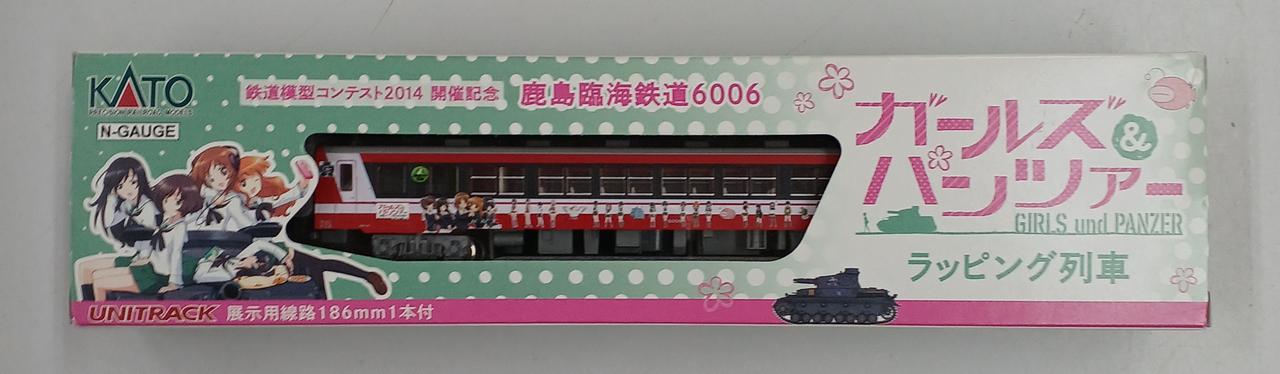 KATO
PRECISION RAILROAD MODELS
N-GAUGE
鉄道模型コンテスト2014 開催記念
鹿島臨海鉄道6006
ガールズ
&
パンツァー
GIRLS und PANZER
ラッピング列車
UNITRACK 展示用線路186mm1本付